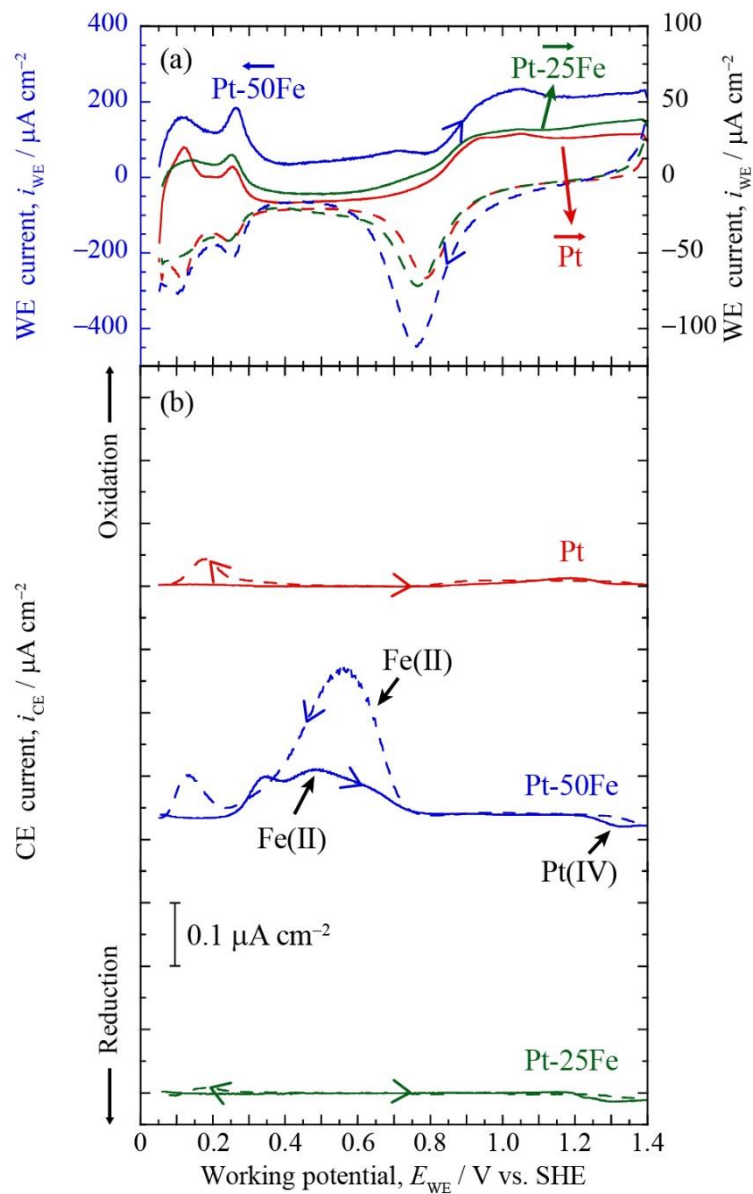 (a)
Pt-50Fe
Pt-25Fe
Pt
400
200
0
−200
−400
WE current, iWE / μA cm−2
100
50
0
−50
−100
WE current, iWE / μA cm−2
(b)
Oxidation
Pt
Fe(II)
Pt-50Fe
Fe(II)
Pt(IV)
CE current, iCE / μA cm−2
0.1 μA cm−2
Reduction
Pt-25Fe
0 0.2 0.4 0.6 0.8 1.0 1.2 1.4
Working potential, EWE / V vs. SHE